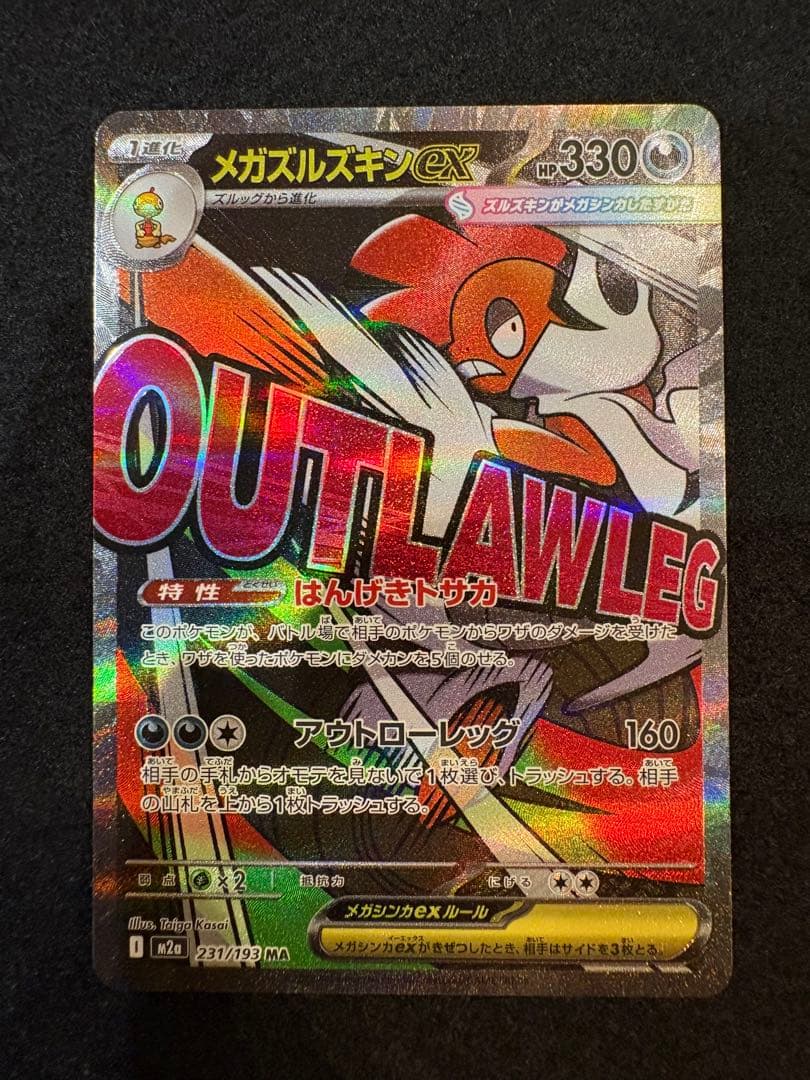 1進化
メガズルズキンex
HP330
ズルッグから進化
ズルズキンがメガシンカしたすがた
OUTLAWLEG
特性
とくせい
はんげきトサカ
このポケモンが、バトル場で相手のポケモンからワザのダメージを受けた
とき、ワザを使ったポケモンにダメカンを5個のせる。
アウトローレッグ 160
相手の手札からオモテを見ないで1枚選び、トラッシュする。相手
の山札を上から1枚トラッシュする。
弱点 ×2 抵抗力 にげる
メガシンカexルール
メガシンカexがきぜつしたとき、相手はサイドを3枚とる。
Illus. Taiga Kasai
I M2a 231/193 MA